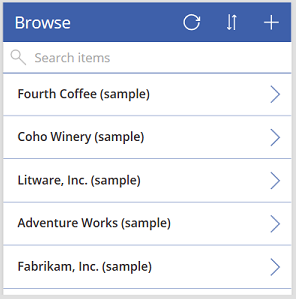 Browse
Search items
Fourth Coffee (sample)
Coho Winery (sample)
Litware, Inc. (sample)
Adventure Works (sample)
Fabrikam, Inc. (sample)